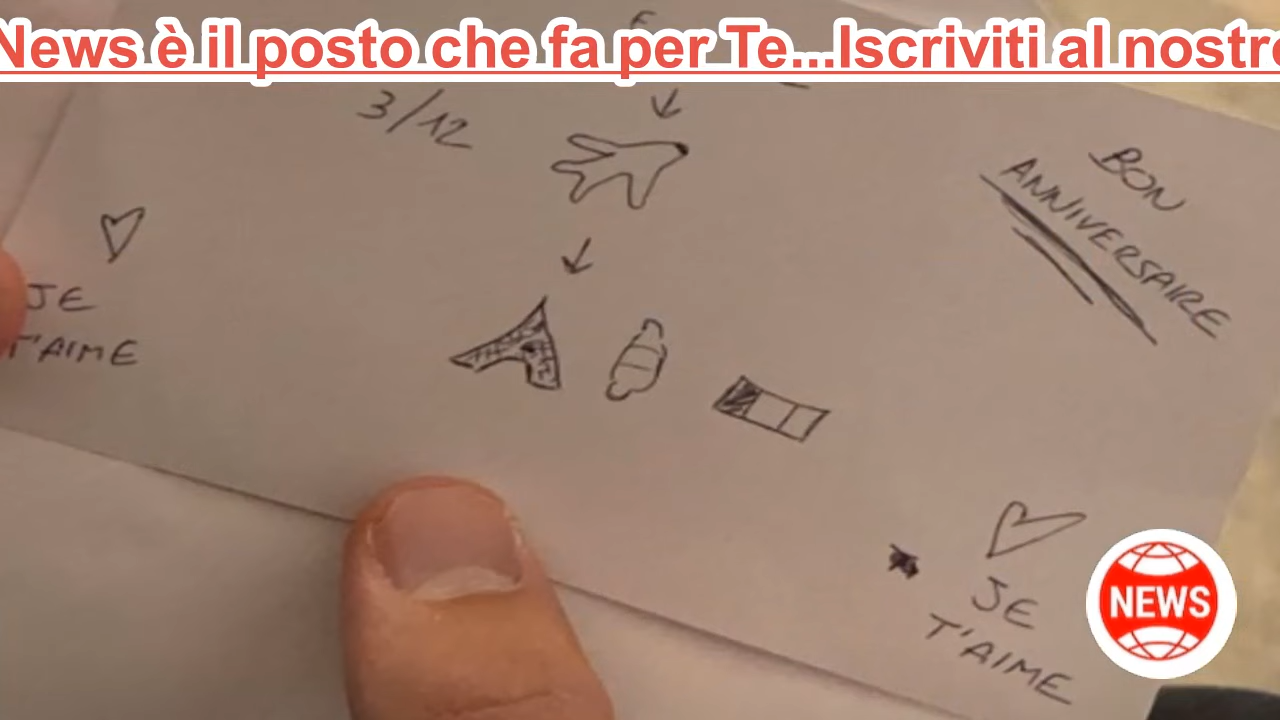 News è il posto che fa per Te...Iscriviti al nostro
F
3/12
BON
ANNIVERSAIRE
JE
T'AIME
JE
T'AIME
NEWS